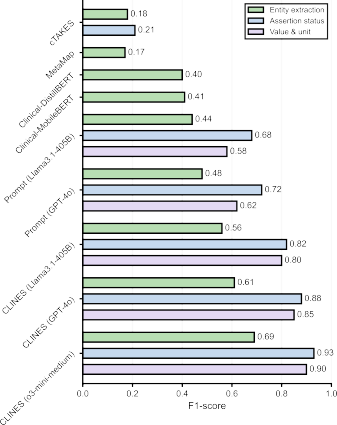 Entity extraction
Assertion status
Value & unit
cTAKES
0.18
0.21
MetaMap
0.17
Clinical-DistilBERT
0.40
Clinical-MobileBERT
0.41
Prompt (Llama3 1-405B)
0.44
0.68
0.58
Prompt (GPT-4o)
0.48
0.72
0.62
CLINES (Llama3 1-405B)
0.56
0.82
0.80
CLINES (GPT-4o)
0.61
0.88
0.85
CLINES (o3-mini-medium)
0.69
0.93
0.90
0.0 0.2 0.4 0.6 0.8 1.0
F1-score